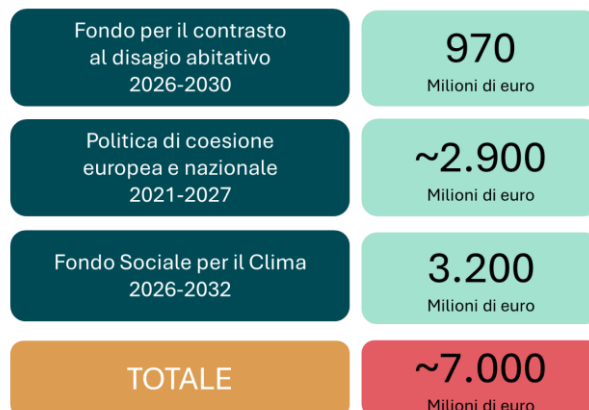 Fondo per il contrasto
al disagio abitativo
2026-2030
970
Milioni di euro
Politica di coesione
europea e nazionale
2021-2027
~2.900
Milioni di euro
Fondo Sociale per il Clima
2026-2032
3.200
Milioni di euro
TOTALE
~7.000
Milioni di euro